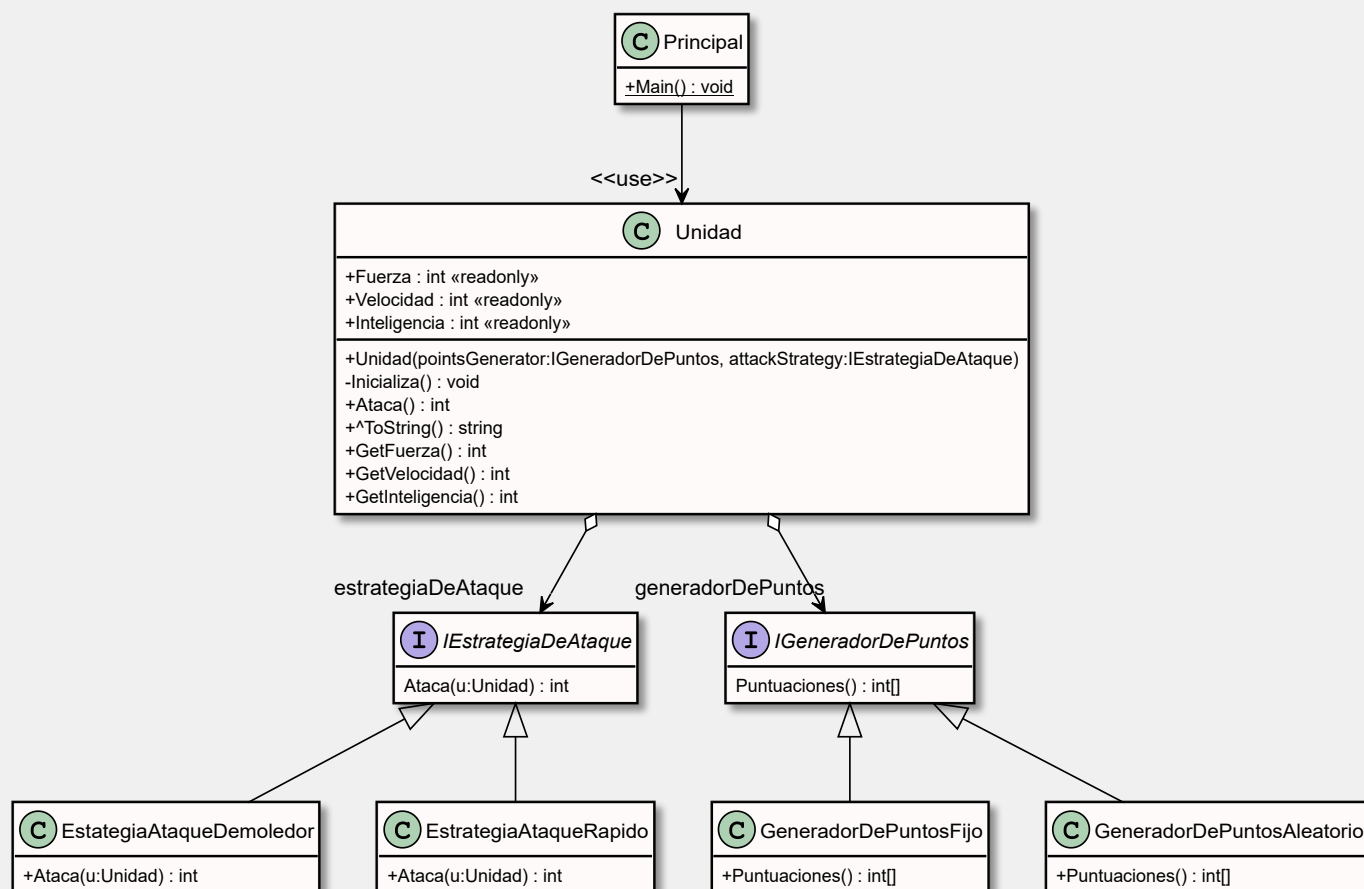 C Principal
+Main() : void
<<use>>
C Unidad
+Fuerza : int «readonly»
+Velocidad : int «readonly»
+Inteligencia : int «readonly»
+Unidad(pointsGenerator:IGeneradorDePuntos, attackStrategy:IEstrategiaDeAtaque)
-Inicializa() : void
+Ataca() : int
+^ToString() : string
+GetFuerza() : int
+GetVelocidad() : int
+GetInteligencia() : int
estrategiaDeAtaque
generadorDePuntos
I IEstrategiaDeAtaque
Ataca(u:Unidad) : int
I IGeneradorDePuntos
Puntuaciones() : int[]
C EstategiaAtaqueDemoledor
+Ataca(u:Unidad) : int
C EstrategiaAtaqueRapido
+Ataca(u:Unidad) : int
C GeneradorDePuntosFijo
+Puntuaciones() : int[]
C GeneradorDePuntosAleatorio
+Puntuaciones() : int[]